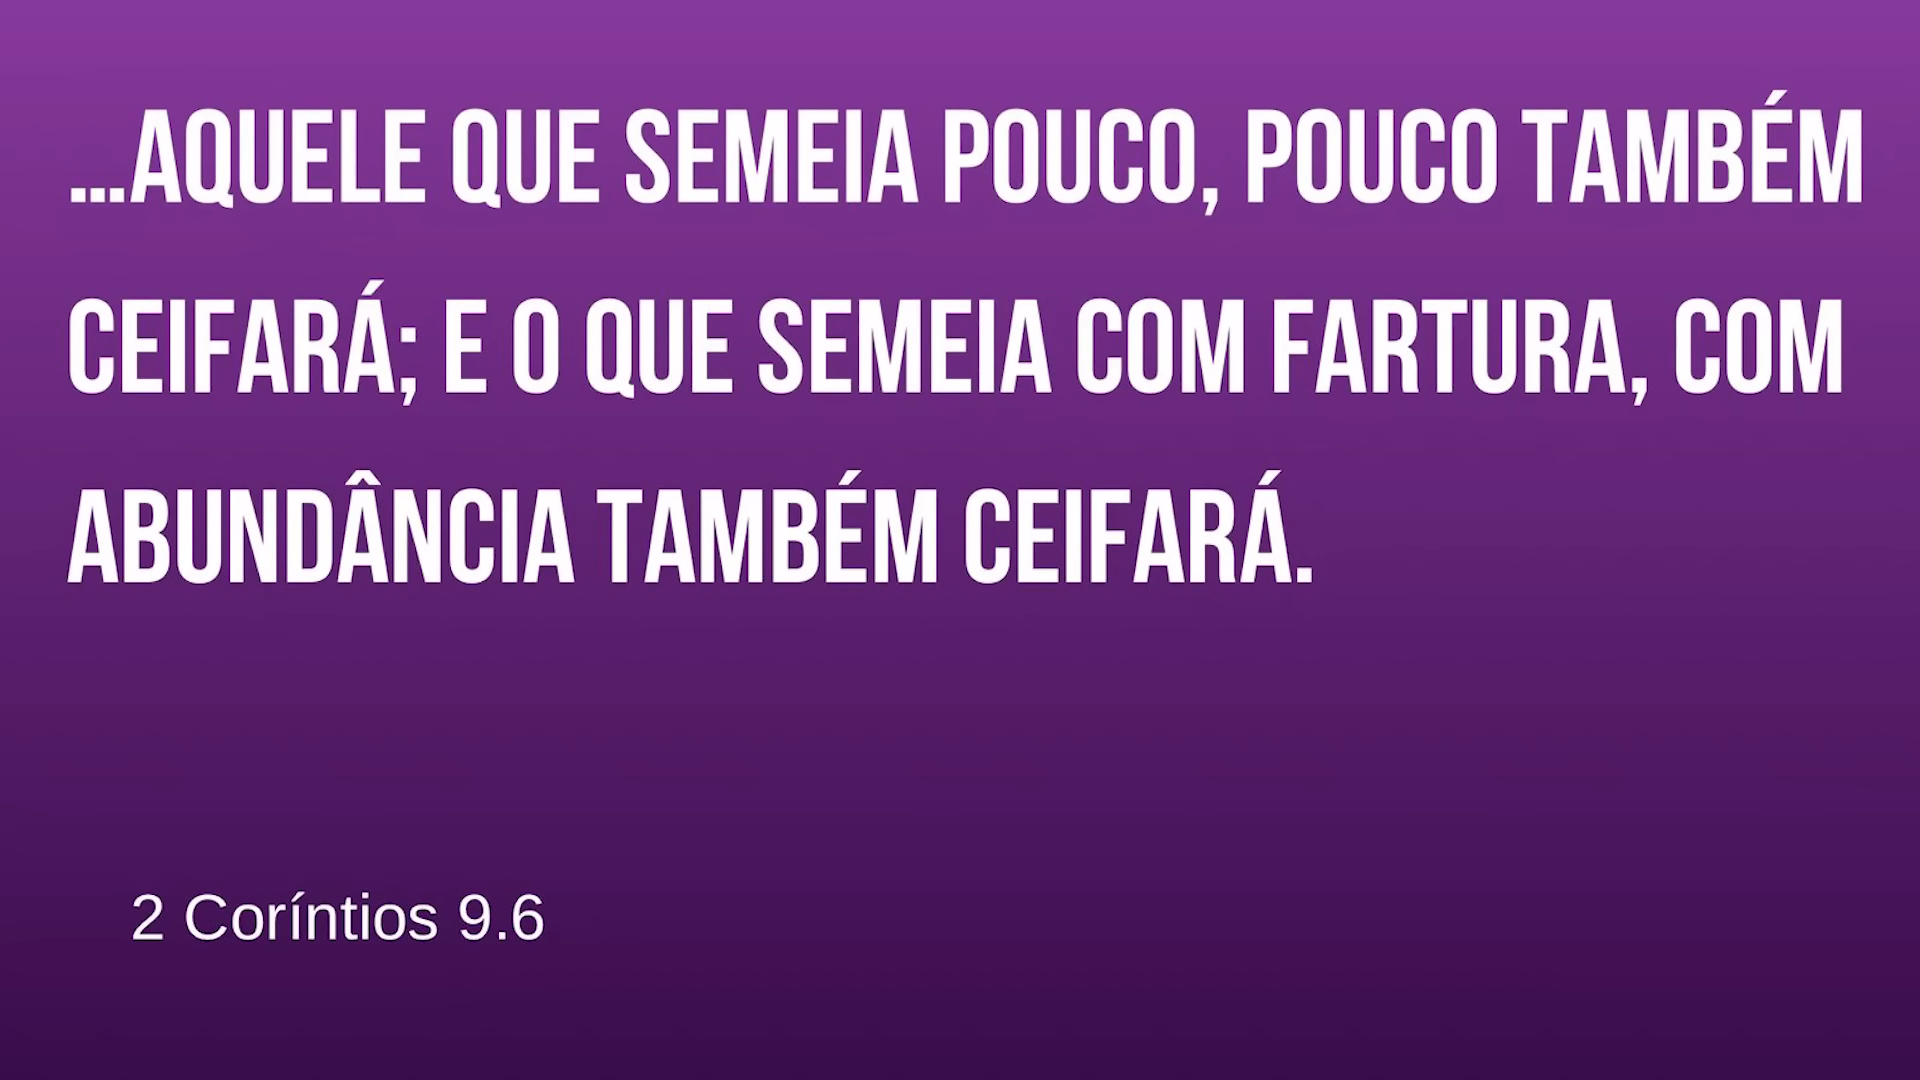 ...AQUELE QUE SEMEIA POUCO, POUCO TAMBÉM
CEIFARÁ; E O QUE SEMEIA COM FARTURA, COM
ABUNDÂNCIA TAMBÉM CEIFARÁ.
2 Coríntios 9.6